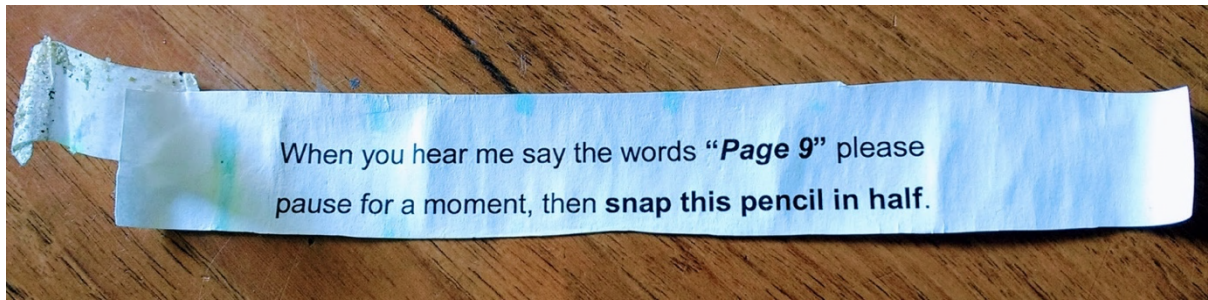 When you hear me say the words “Page 9” please
pause for a moment, then snap this pencil in half.